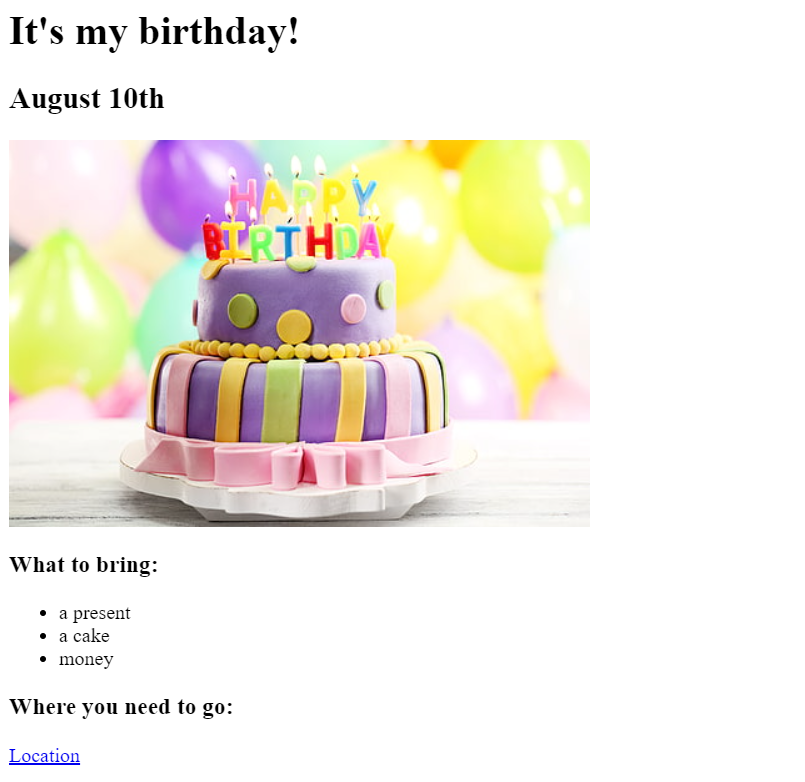 It's my birthday!
August 10th
HAPPY
BIRTHDAY
What to bring:
a present
a cake
money
Where you need to go:
Location